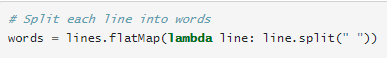 # Split each line into words
words = lines.flatMap(lambda line: line.split(" "))